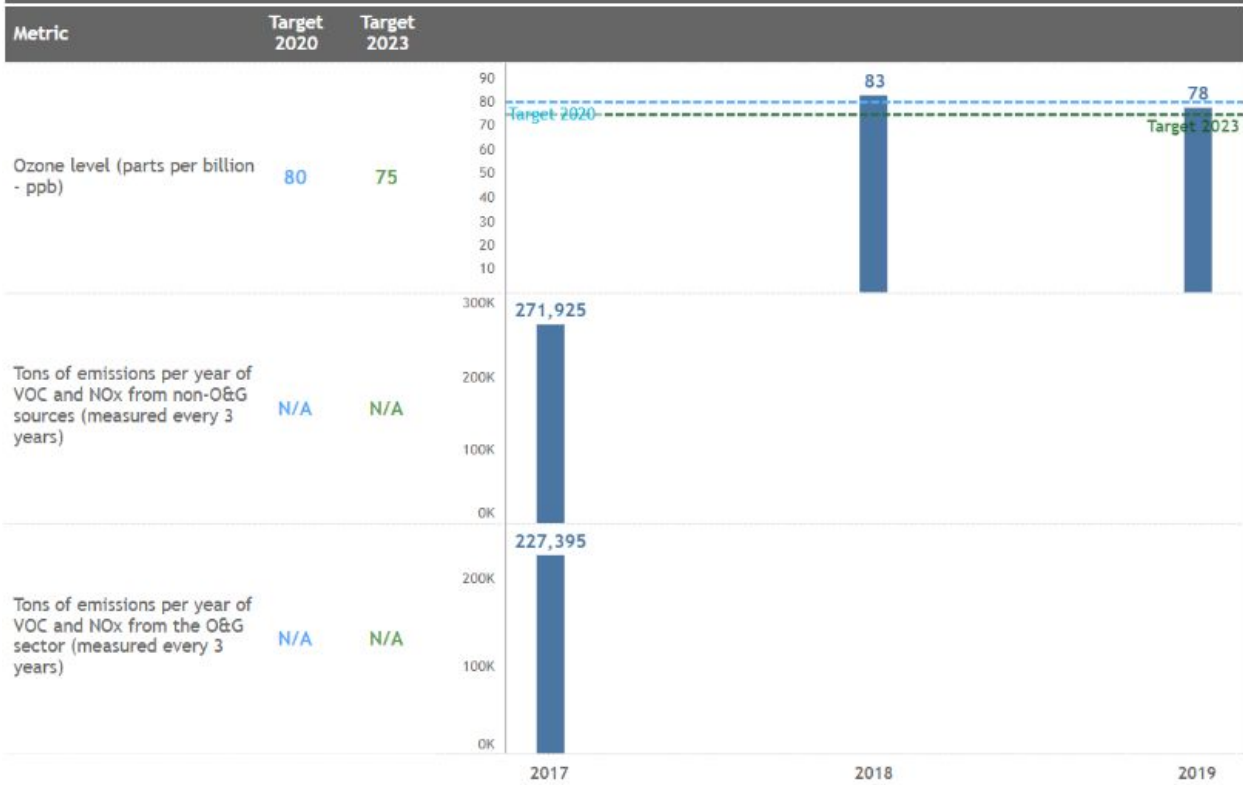 Metric
Target
2020
Target
2023
Ozone level (parts per billion
- ppb)
80
75
90
80
70
60
50
40
30
20
10
Target 2020
83
78
Target 2023
Tons of emissions per year of
VOC and NOx from non-O&G
sources (measured every 3
years)
N/A
N/A
300K
200K
100K
0K
271,925
Tons of emissions per year of
VOC and NOx from the O&G
sector (measured every 3
years)
N/A
N/A
200K
100K
0K
227,395
2017
2018
2019